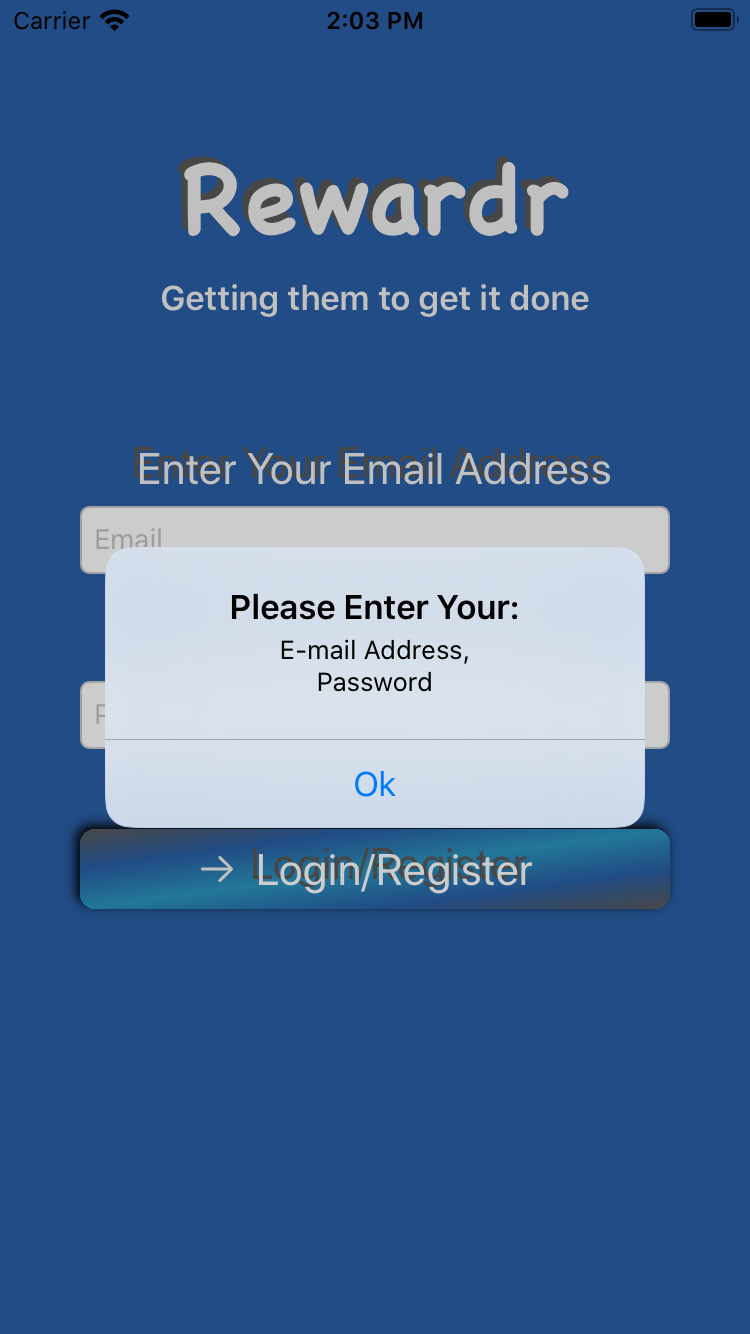 Carrier 2:03 PM
Rewardr
Getting them to get it done
Enter Your Email Address
Email
Please Enter Your:
E-mail Address,
Password
Ok
Login/Register